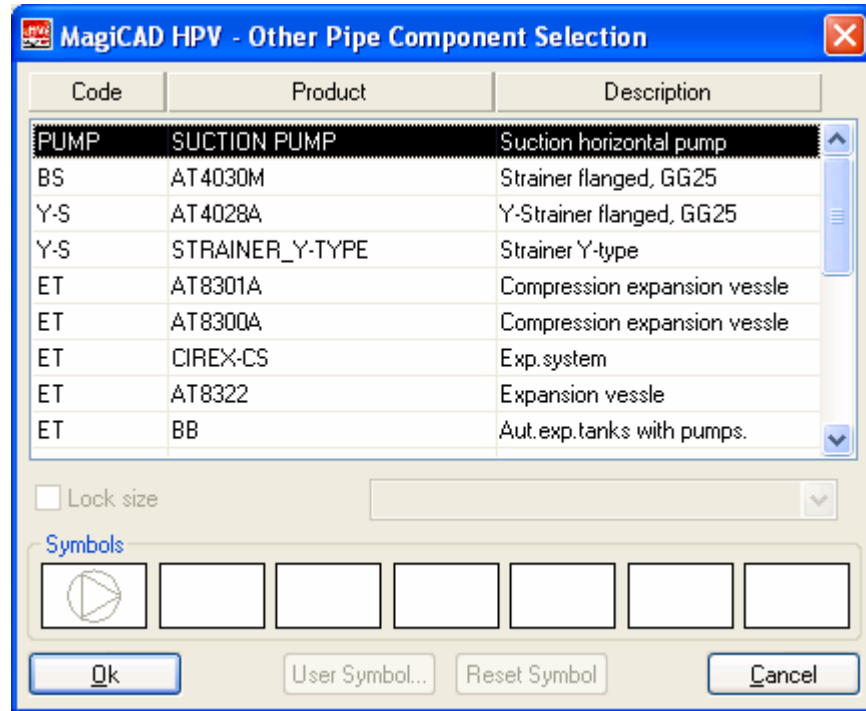 MagiCAD HPV - Other Pipe Component Selection
Code Product Description
PUMP SUCTION PUMP Suction horizontal pump
BS AT4030M Strainer flanged, GG25
Y-S AT4028A Y-Strainer flanged, GG25
Y-S STRAINER_Y-TYPE Strainer Y-type
ET AT8301A Compression expansion vessle
ET AT8300A Compression expansion vessle
ET CIREX-CS Exp.system
ET AT8322 Expansion vessle
ET BB Aut.exp.tanks with pumps.
Lock size
Symbols
Ok User Symbol... Reset Symbol Cancel